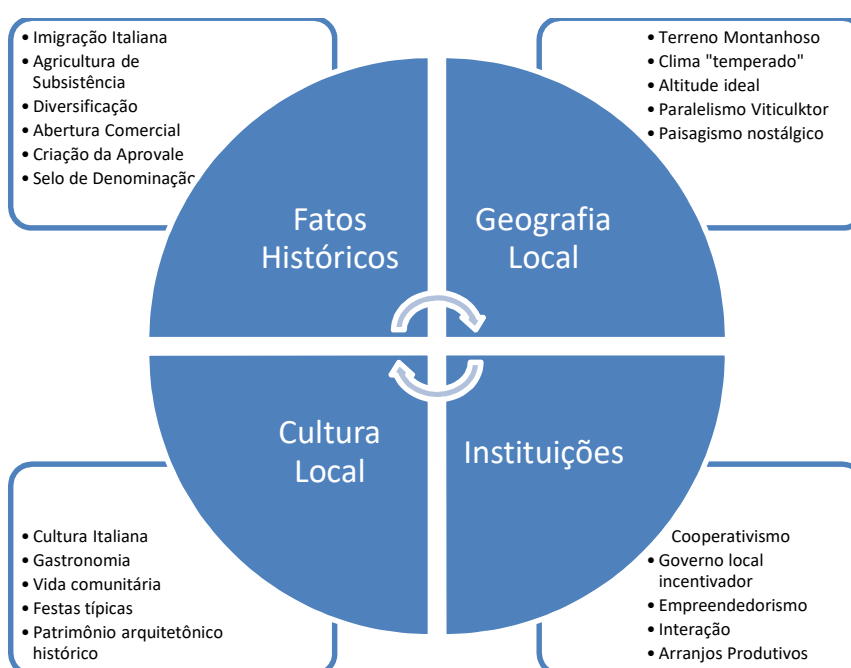 • Imigração Italiana
• Agricultura de
Subsistência
• Diversificação
• Abertura Comercial
• Criação da Aprovale
• Selo de Denominação
• Terreno Montanhoso
• Clima "temperado"
• Altitude ideal
• Paralelismo Viticulktor
• Paisagismo nostálgico
Fatos
Históricos
Geografia
Local
Cultura
Local
Instituições
• Cultura Italiana
• Gastronomia
• Vida comunitária
• Festas típicas
• Patrimônio arquitetônico
histórico
Cooperativismo
• Governo local
incentivador
• Empreendedorismo
• Interação
• Arranjos Produtivos